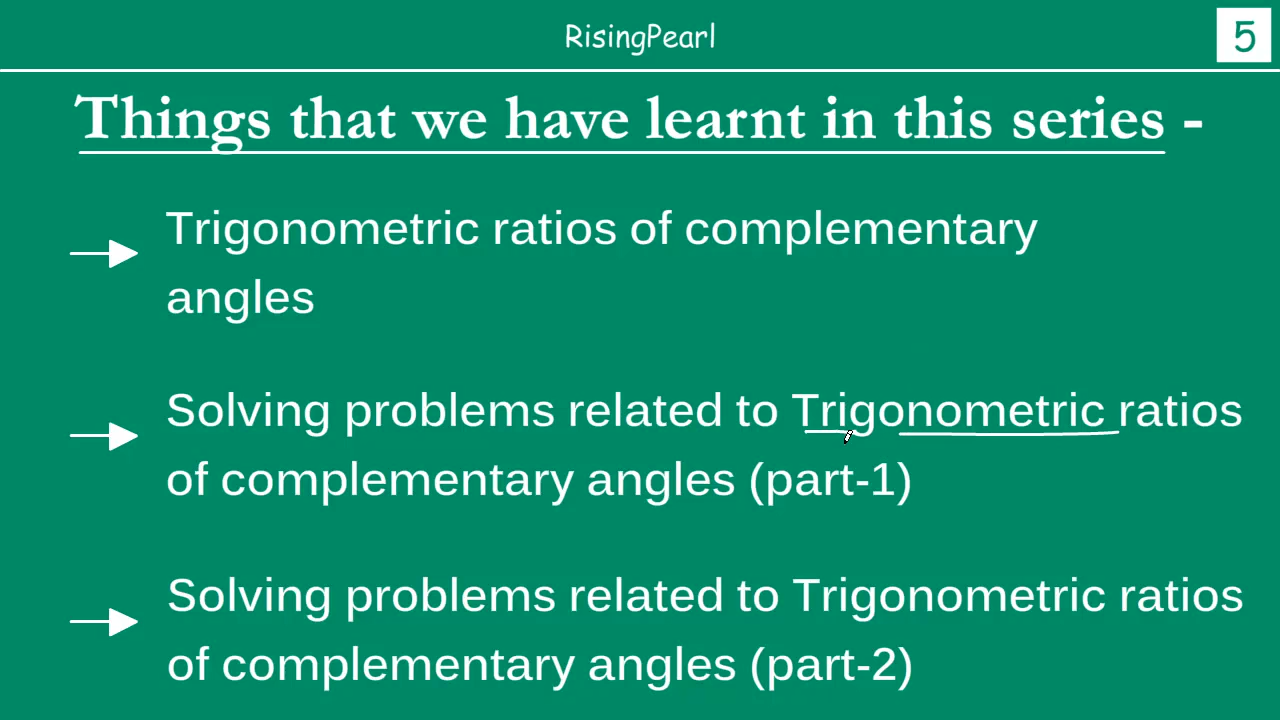 RisingPearl
5
Things that we have learnt in this series -
Trigonometric ratios of complementary
angles
Solving problems related to Trigonometric ratios
of complementary angles (part-1)
Solving problems related to Trigonometric ratios
of complementary angles (part-2)